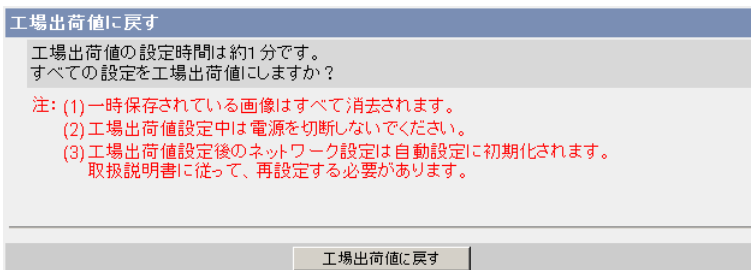 工場出荷値に戻す
工場出荷値の設定時間は約1分です。
すべての設定を工場出荷値にしますか？
注: (1)一時保存されている画像はすべて消去されます。
(2)工場出荷値設定中は電源を切断しないでください。
(3)工場出荷値設定後のネットワーク設定は自動設定に初期化されます。
取扱説明書に従って、再設定する必要があります。
工場出荷値に戻す